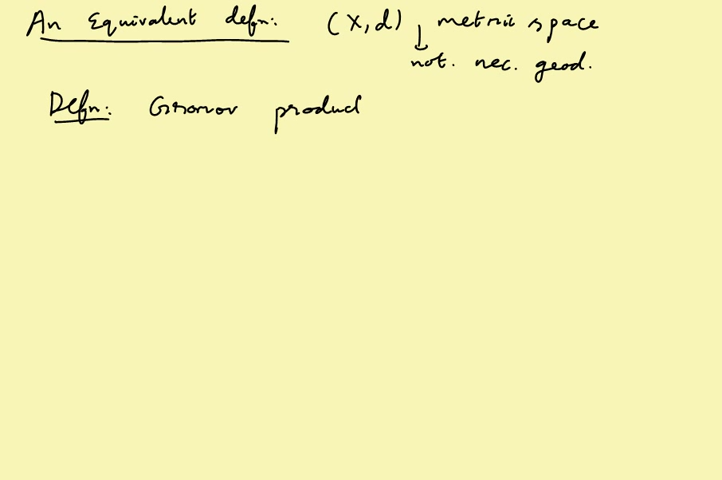 An Equivalent defn: (X,d), metric space
not. nec. geod.
Defn: Gromov product